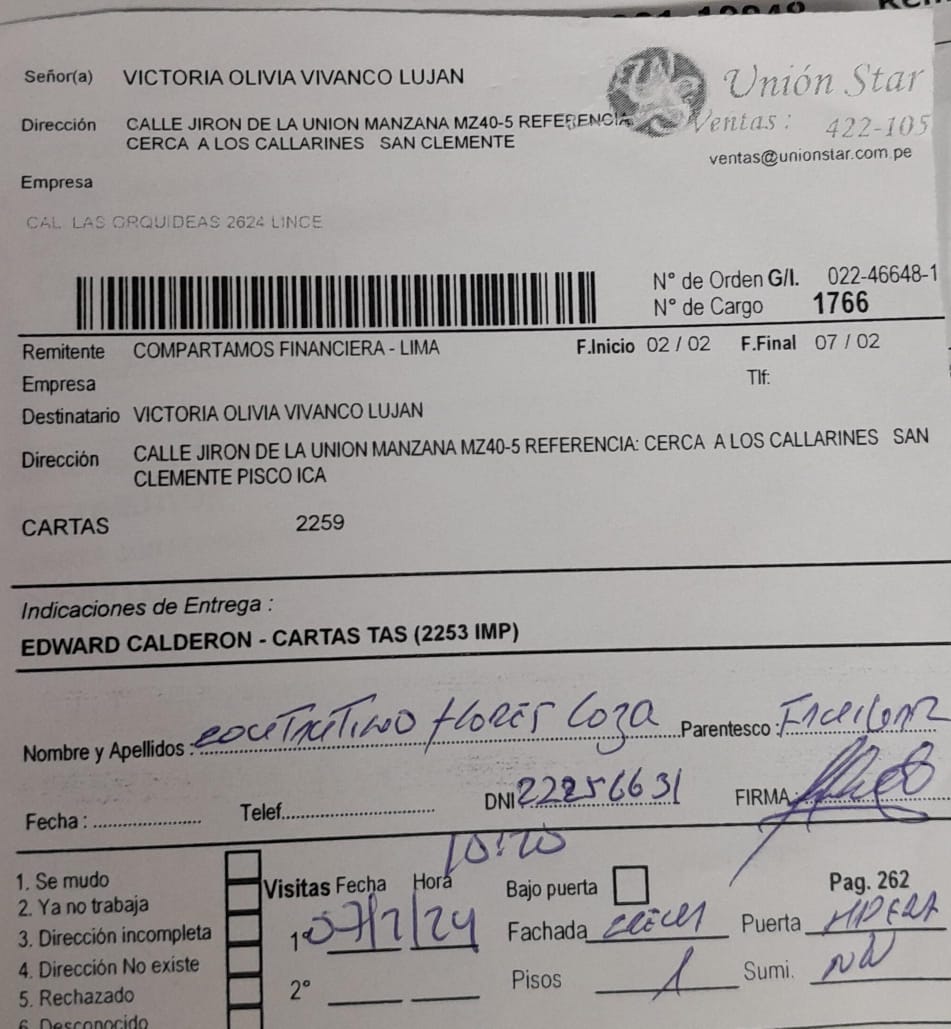 Señor(a) VICTORIA OLIVIA VIVANCO LUJAN
Unión Star
Dirección CALLE JIRON DE LA UNION MANZANA MZ40-5 REFERENCIA
CERCA A LOS CALLARINES SAN CLEMENTE
Ventas: 422-105
ventas@unionstar.com.pe
Empresa
CAL. LAS ORQUIDEAS 2624 LINCE
N° de Orden G/I. 022-46648-1
N° de Cargo 1766
Remitente COMPARTAMOS FINANCIERA - LIMA F.Inicio 02 / 02 F.Final 07 / 02
Empresa Tlf:
Destinatario VICTORIA OLIVIA VIVANCO LUJAN
Dirección CALLE JIRON DE LA UNION MANZANA MZ40-5 REFERENCIA: CERCA A LOS CALLARINES SAN
CLEMENTE PISCO ICA
CARTAS 2259
Indicaciones de Entrega :
EDWARD CALDERON - CARTAS TAS (2253 IMP)
Nombre y Apellidos : Flores Loza Parentesco :
Fecha : Telef. DNI 22256631 FIRMA:
10:20
1. Se mudo
2. Ya no trabaja
3. Dirección incompleta
4. Dirección No existe
5. Rechazado
6. Desconocido
Visitas Fecha Hora Bajo puerta Pag. 262
1° Fachada Puerta
2° Pisos 1 Sumi. NN